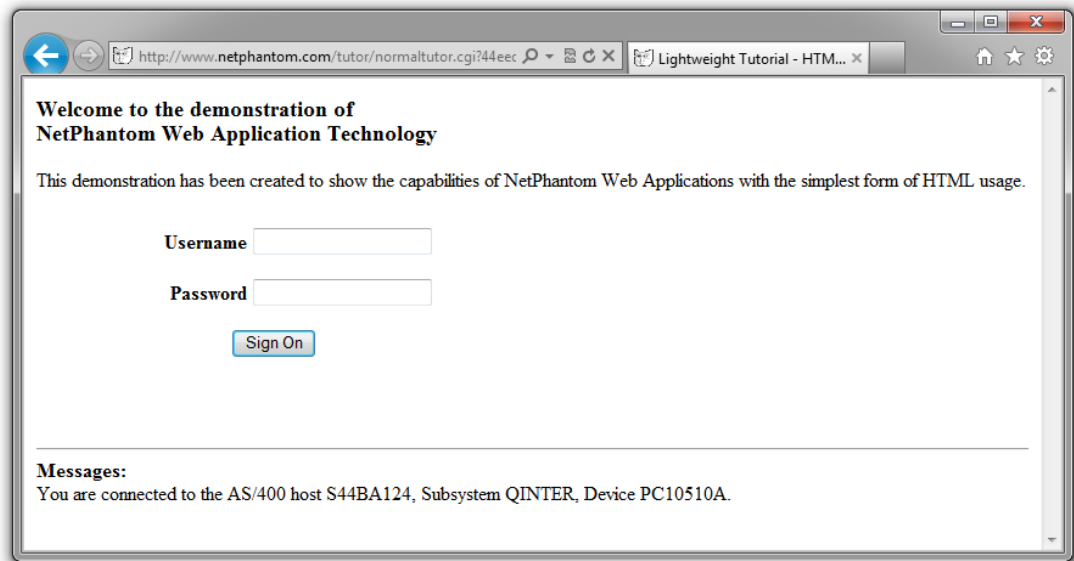 http://www.netphantom.com/tutor/normaltutor.cgi?44eec
Lightweight Tutorial - HTM...
Welcome to the demonstration of
NetPhantom Web Application Technology
This demonstration has been created to show the capabilities of NetPhantom Web Applications with the simplest form of HTML usage.
Username
Password
Sign On
Messages:
You are connected to the AS/400 host S44BA124, Subsystem QINTER, Device PC10510A.